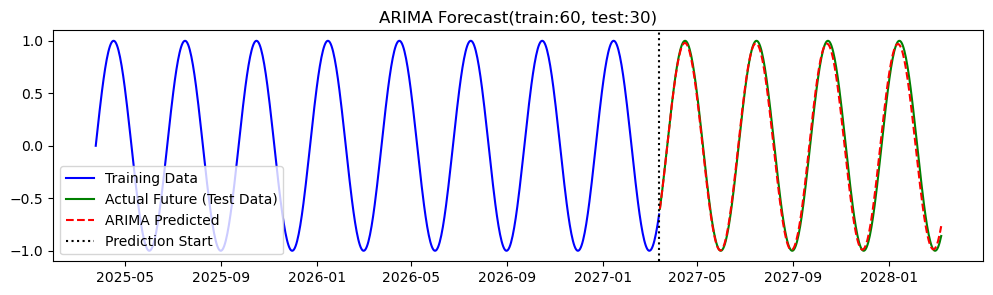 ARIMA Forecast(train:60, test:30)
1.0
0.5
0.0
−0.5
−1.0
Training Data
Actual Future (Test Data)
ARIMA Predicted
Prediction Start
2025-05 2025-09 2026-01 2026-05 2026-09 2027-01 2027-05 2027-09 2028-01